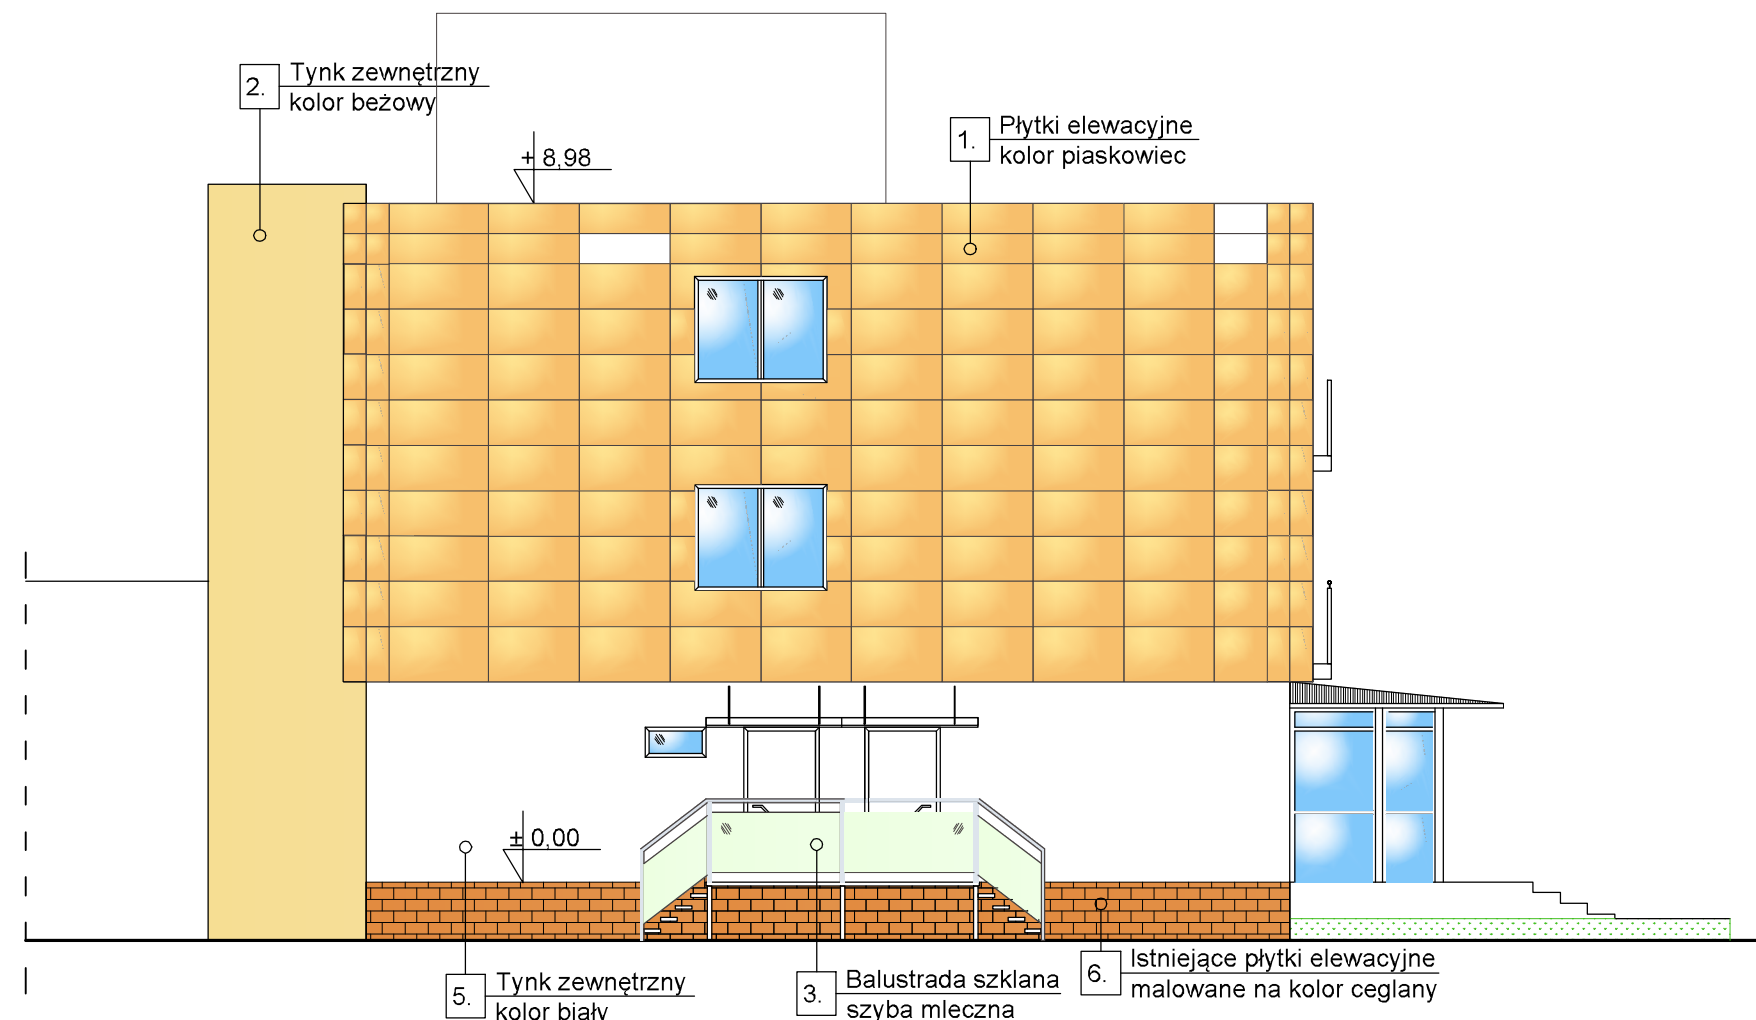 2.
Tynk zewnętrzny
kolor beżowy
1.
Płytki elewacyjne
kolor piaskowiec
+ 8,98
± 0,00
5.
Tynk zewnętrzny
kolor biały
3.
Balustrada szklana
szyba mleczna
6.
Istniejące płytki elewacyjne
malowane na kolor ceglany